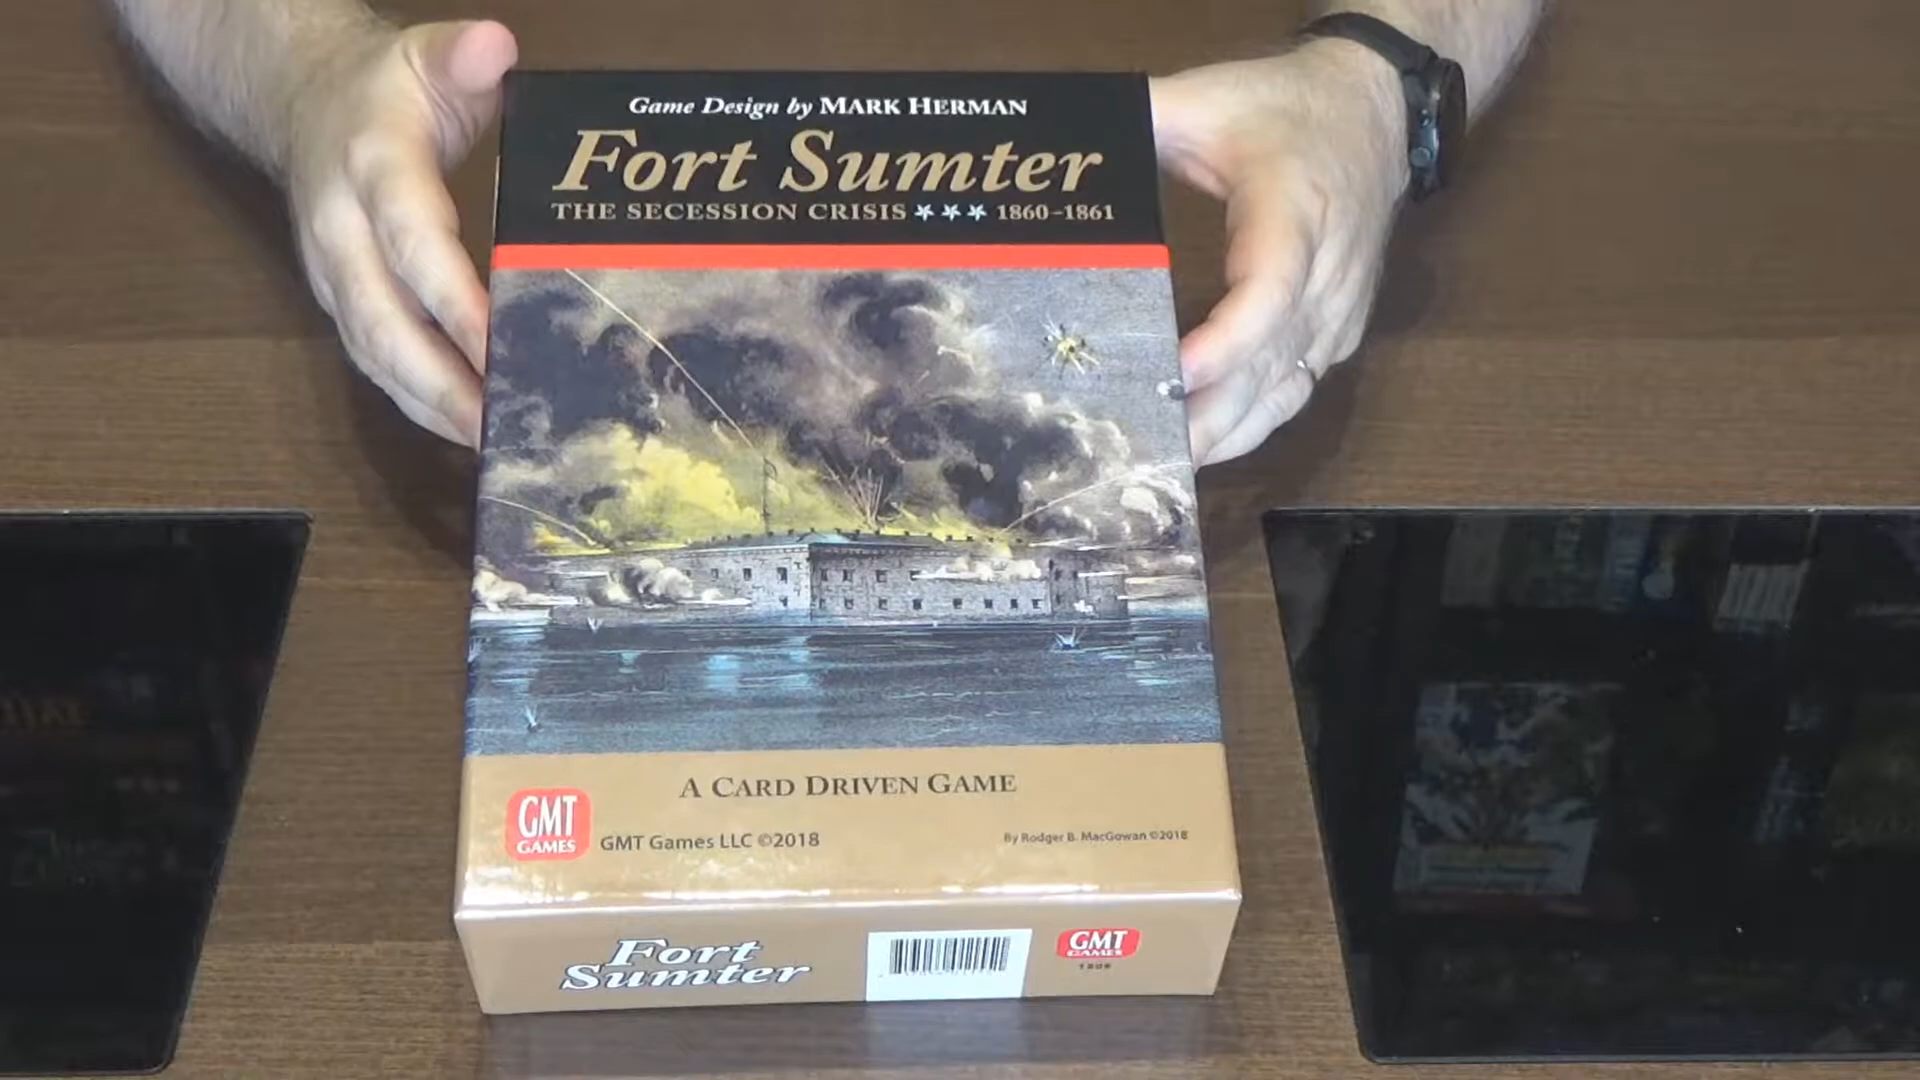 Game Design by MARK HERMAN
Fort Sumter
THE SECESSION CRISIS ★★★ 1860-1861
A CARD DRIVEN GAME
GMT
GAMES
GMT Games LLC ©2018
By Rodger B. MacGowan ©2018
Fort
Sumter
GMT
GAMES